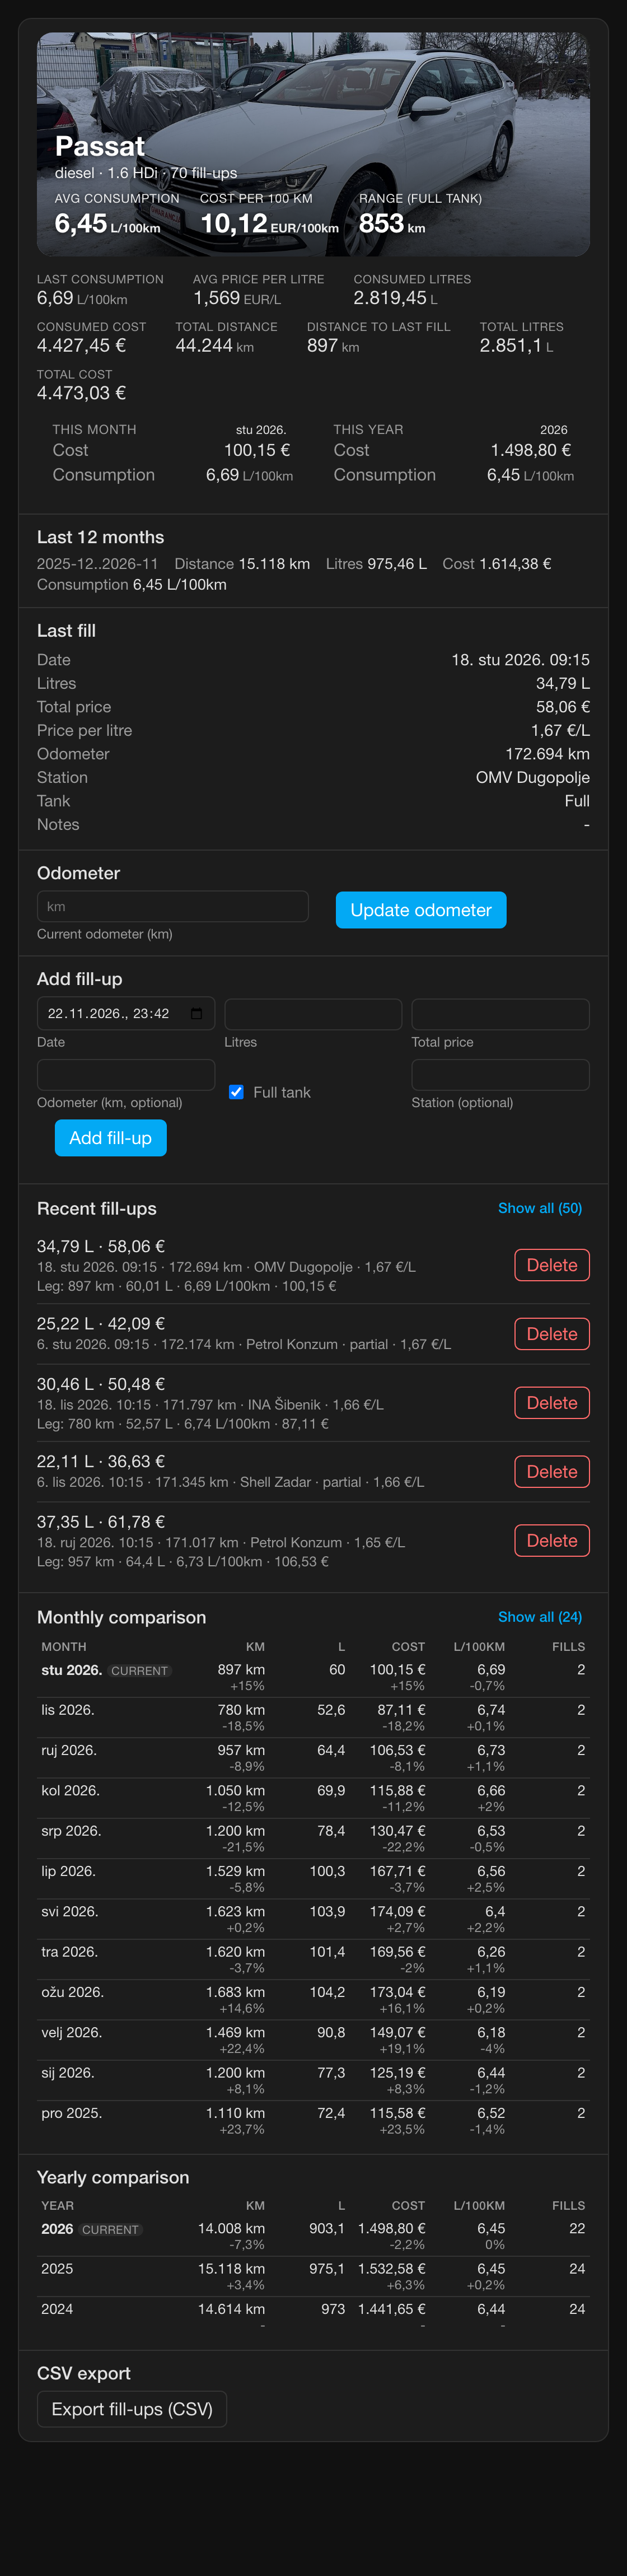 Passat
diesel · 1.6 HDi · 70 fill-ups
AVG CONSUMPTION COST PER 100 KM RANGE (FULL TANK)
6,45 L/100km 10,12 EUR/100km 853 km
LAST CONSUMPTION AVG PRICE PER LITRE CONSUMED LITRES
6,69 L/100km 1,569 EUR/L 2.819,45 L
CONSUMED COST TOTAL DISTANCE DISTANCE TO LAST FILL TOTAL LITRES
4.427,45 € 44.244 km 897 km 2.851,1 L
TOTAL COST
4.473,03 €
THIS MONTH stu 2026. THIS YEAR 2026
Cost 100,15 € Cost 1.498,80 €
Consumption 6,69 L/100km Consumption 6,45 L/100km
Last 12 months
2025-12..2026-11 Distance 15.118 km Litres 975,46 L Cost 1.614,38 €
Consumption 6,45 L/100km
Last fill
Date 18. stu 2026. 09:15
Litres 34,79 L
Total price 58,06 €
Price per litre 1,67 €/L
Odometer 172.694 km
Station OMV Dugopolje
Tank Full
Notes -
Odometer
km Update odometer
Current odometer (km)
Add fill-up
22.11.2026., 23:42
Date Litres Total price
Full tank
Odometer (km, optional) Station (optional)
Add fill-up
Recent fill-ups Show all (50)
34,79 L · 58,06 €
18. stu 2026. 09:15 · 172.694 km · OMV Dugopolje · 1,67 €/L Delete
Leg: 897 km · 60,01 L · 6,69 L/100km · 100,15 €
25,22 L · 42,09 €
6. stu 2026. 09:15 · 172.174 km · Petrol Konzum · partial · 1,67 €/L Delete
30,46 L · 50,48 €
18. lis 2026. 10:15 · 171.797 km · INA Šibenik · 1,66 €/L Delete
Leg: 780 km · 52,57 L · 6,74 L/100km · 87,11 €
22,11 L · 36,63 €
6. lis 2026. 10:15 · 171.345 km · Shell Zadar · partial · 1,66 €/L Delete
37,35 L · 61,78 €
18. ruj 2026. 10:15 · 171.017 km · Petrol Konzum · 1,65 €/L Delete
Leg: 957 km · 64,4 L · 6,73 L/100km · 106,53 €
Monthly comparison Show all (24)
MONTH KM L COST L/100KM FILLS
stu 2026. CURRENT 897 km 60 100,15 € 6,69 2
+15% +15% -0,7%
lis 2026. 780 km 52,6 87,11 € 6,74 2
-18,5% -18,2% +0,1%
ruj 2026. 957 km 64,4 106,53 € 6,73 2
-8,9% -8,1% +1,1%
kol 2026. 1.050 km 69,9 115,88 € 6,66 2
-12,5% -11,2% +2%
srp 2026. 1.200 km 78,4 130,47 € 6,53 2
-21,5% -22,2% -0,5%
lip 2026. 1.529 km 100,3 167,71 € 6,56 2
-5,8% -3,7% +2,5%
svi 2026. 1.623 km 103,9 174,09 € 6,4 2
+0,2% +2,7% +2,2%
tra 2026. 1.620 km 101,4 169,56 € 6,26 2
-3,7% -2% +1,1%
ožu 2026. 1.683 km 104,2 173,04 € 6,19 2
+14,6% +16,1% +0,2%
velj 2026. 1.469 km 90,8 149,07 € 6,18 2
+22,4% +19,1% -4%
sij 2026. 1.200 km 77,3 125,19 € 6,44 2
+8,1% +8,3% -1,2%
pro 2025. 1.110 km 72,4 115,58 € 6,52 2
+23,7% +23,5% -1,4%
Yearly comparison
YEAR KM L COST L/100KM FILLS
2026 CURRENT 14.008 km 903,1 1.498,80 € 6,45 22
-7,3% -2,2% 0%
2025 15.118 km 975,1 1.532,58 € 6,45 24
+3,4% +6,3% +0,2%
2024 14.614 km 973 1.441,65 € 6,44 24
- - -
CSV export
Export fill-ups (CSV)